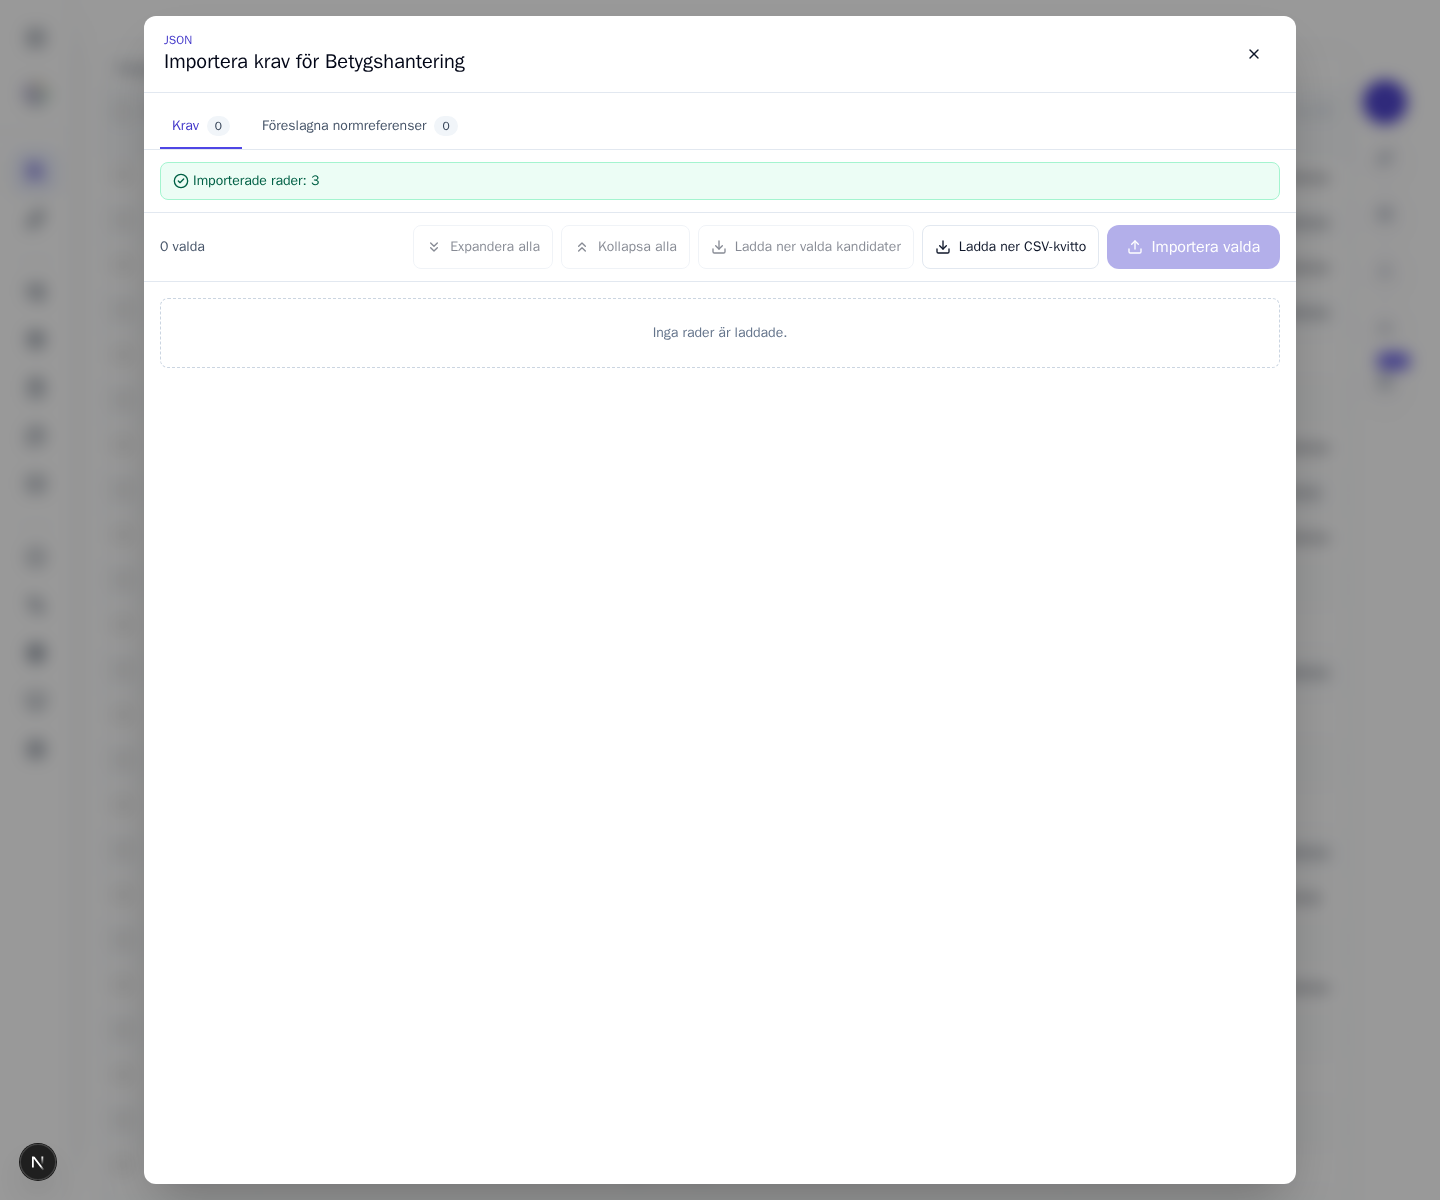 JSON
Importera krav för Betygshantering
Krav 0 Föreslagna normreferenser 0
Importerade rader: 3
0 valda Expandera alla Kollapsa alla Ladda ner valda kandidater Ladda ner CSV-kvitto Importera valda
Inga rader är laddade.
N